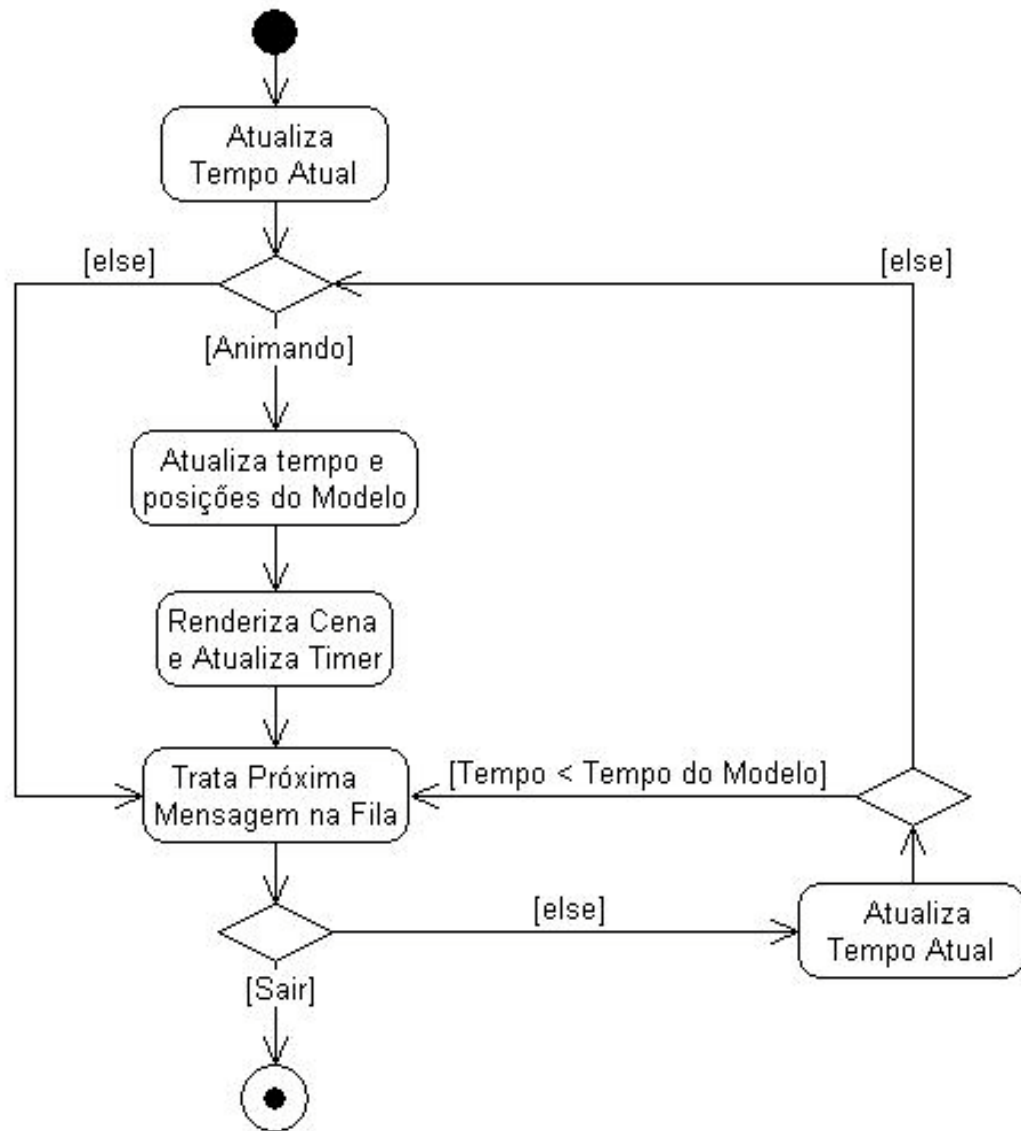 Atualiza
Tempo Atual
[else]
[else]
[Animando]
Atualiza tempo e
posições do Modelo
Renderiza Cena
e Atualiza Timer
Trata Próxima
Mensagem na Fila
[Tempo < Tempo do Modelo]
[else]
Atualiza
Tempo Atual
[Sair]